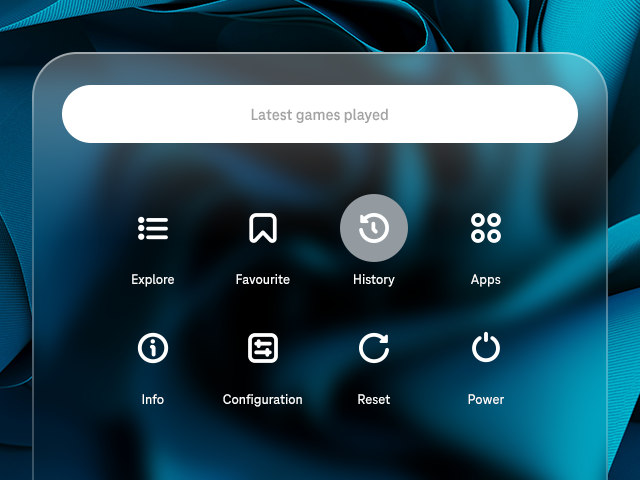 Latest games played
Explore
Favourite
History
Apps
Info
Configuration
Reset
Power